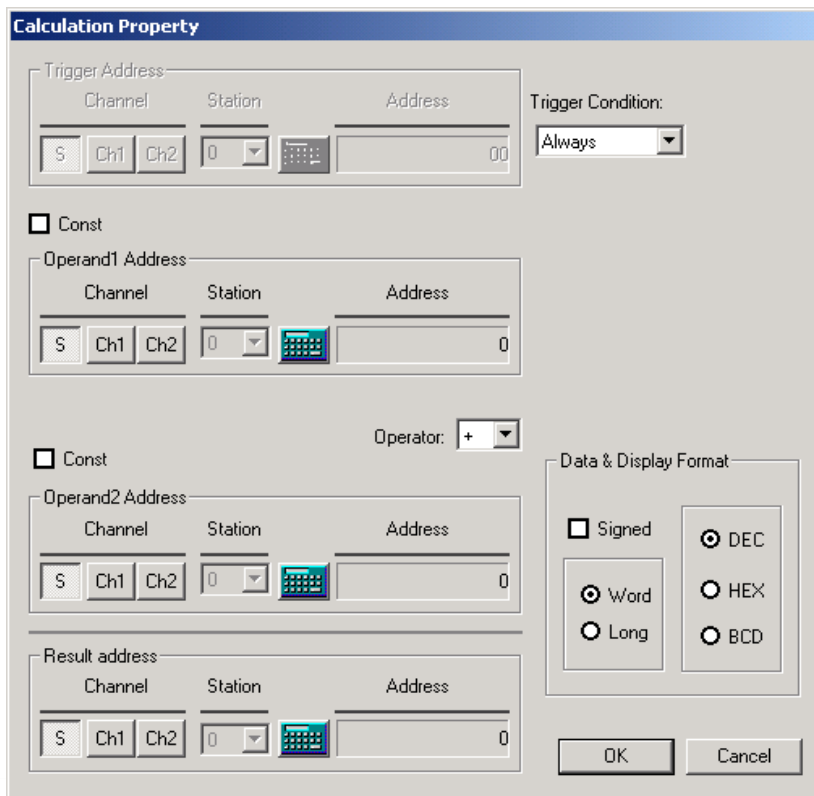 Calculation Property
Trigger Address
Channel Station Address
S Ch1 Ch2 0 00
Trigger Condition:
Always
Const
Operand1 Address
Channel Station Address
S Ch1 Ch2 0 0
Operator: +
Const
Operand2 Address
Channel Station Address
S Ch1 Ch2 0 0
Result address
Channel Station Address
S Ch1 Ch2 0 0
Data & Display Format
Signed
Word
Long
DEC
HEX
BCD
OK Cancel